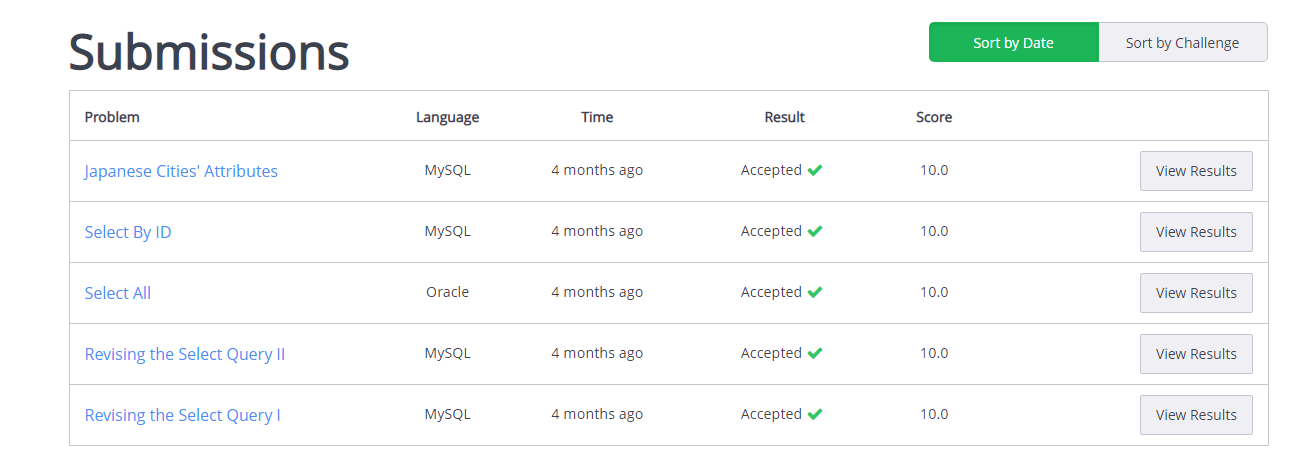 Submissions
Sort by Date Sort by Challenge
Problem Language Time Result Score
Japanese Cities' Attributes MySQL 4 months ago Accepted 10.0 View Results
Select By ID MySQL 4 months ago Accepted 10.0 View Results
Select All Oracle 4 months ago Accepted 10.0 View Results
Revising the Select Query II MySQL 4 months ago Accepted 10.0 View Results
Revising the Select Query I MySQL 4 months ago Accepted 10.0 View Results